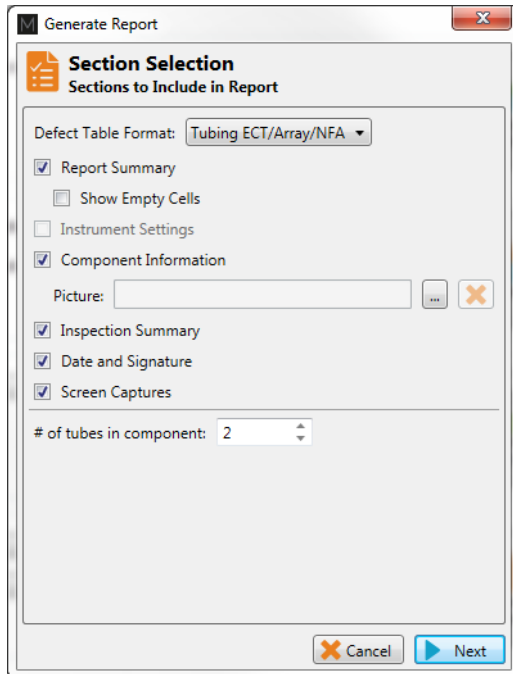 M Generate Report
Section Selection
Sections to Include in Report
Defect Table Format: Tubing ECT/Array/NFA
Report Summary
Show Empty Cells
Instrument Settings
Component Information
Picture: ...
Inspection Summary
Date and Signature
Screen Captures
# of tubes in component: 2
Cancel Next